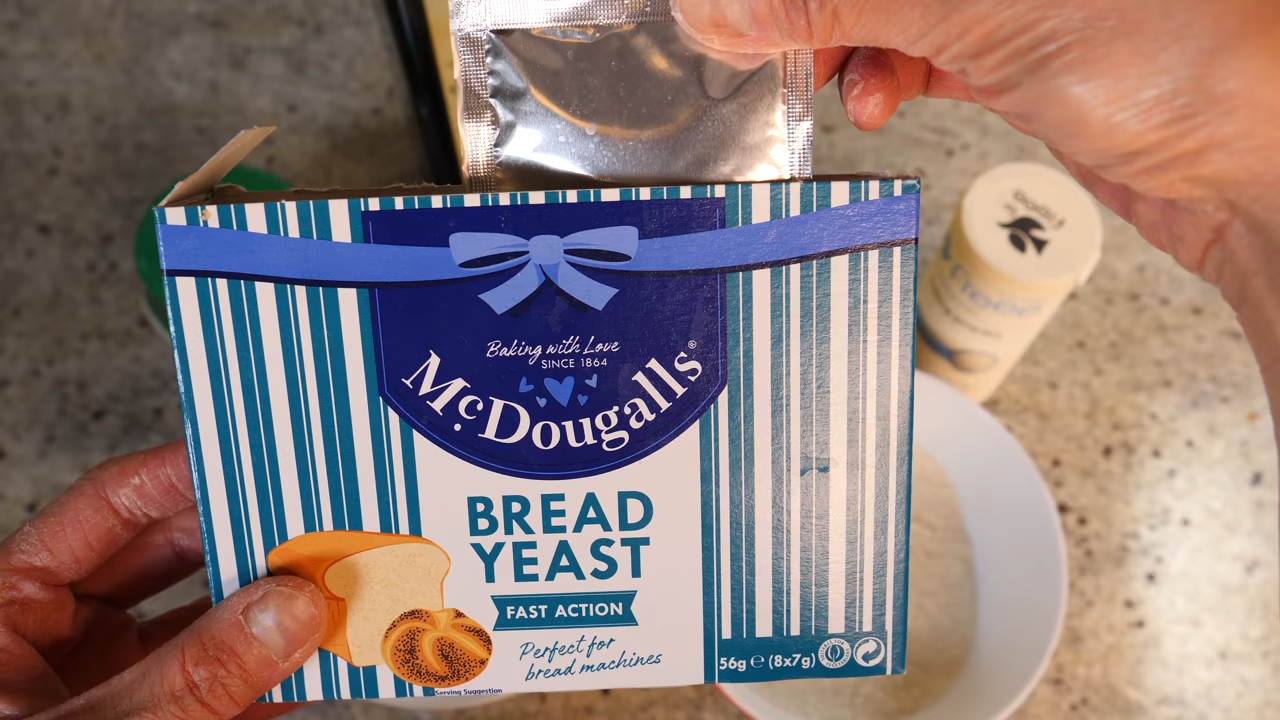 Baking with Love
SINCE 1864
McDougalls®
BREAD
YEAST
FAST ACTION
Perfect for
bread machines
56g ℮ (8x7g)
Serving Suggestion